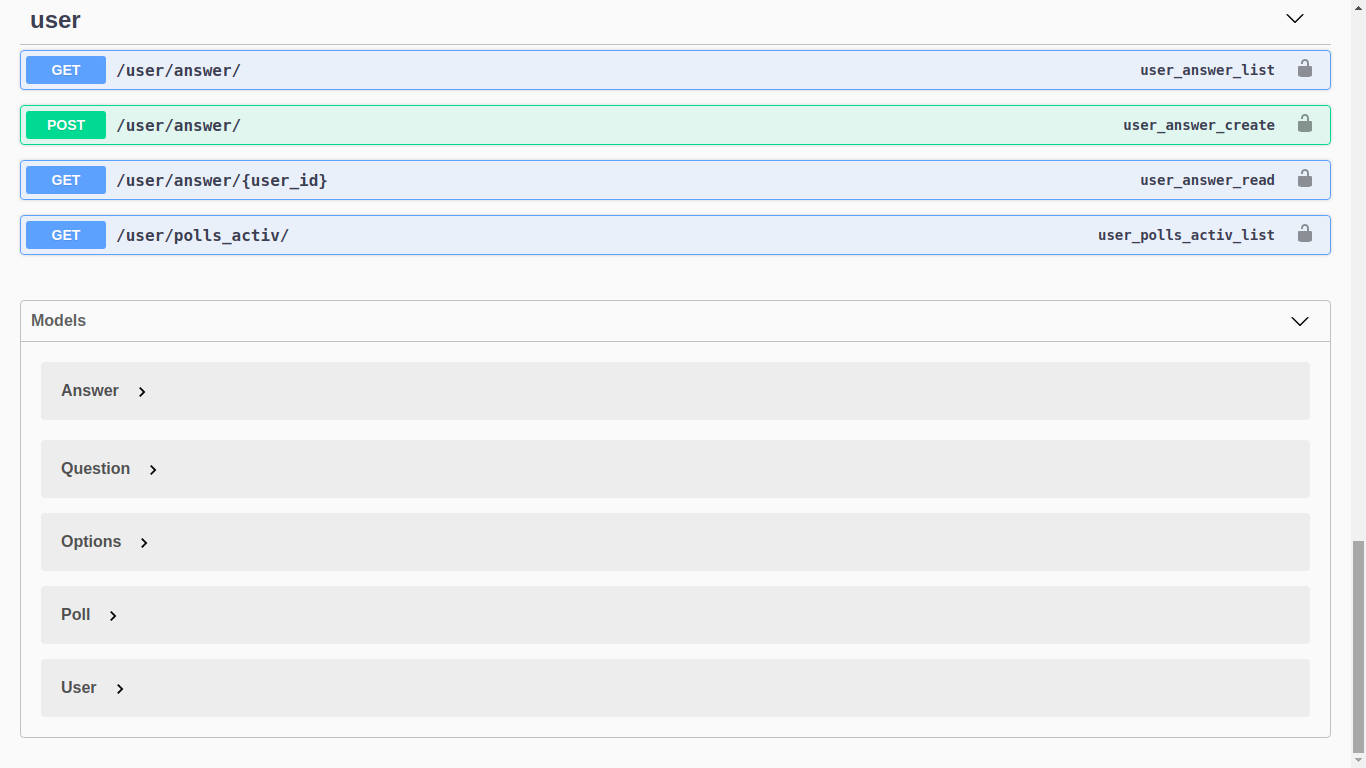 user
GET /user/answer/ user_answer_list
POST /user/answer/ user_answer_create
GET /user/answer/{user_id} user_answer_read
GET /user/polls_activ/ user_polls_activ_list
Models
Answer
Question
Options
Poll
User